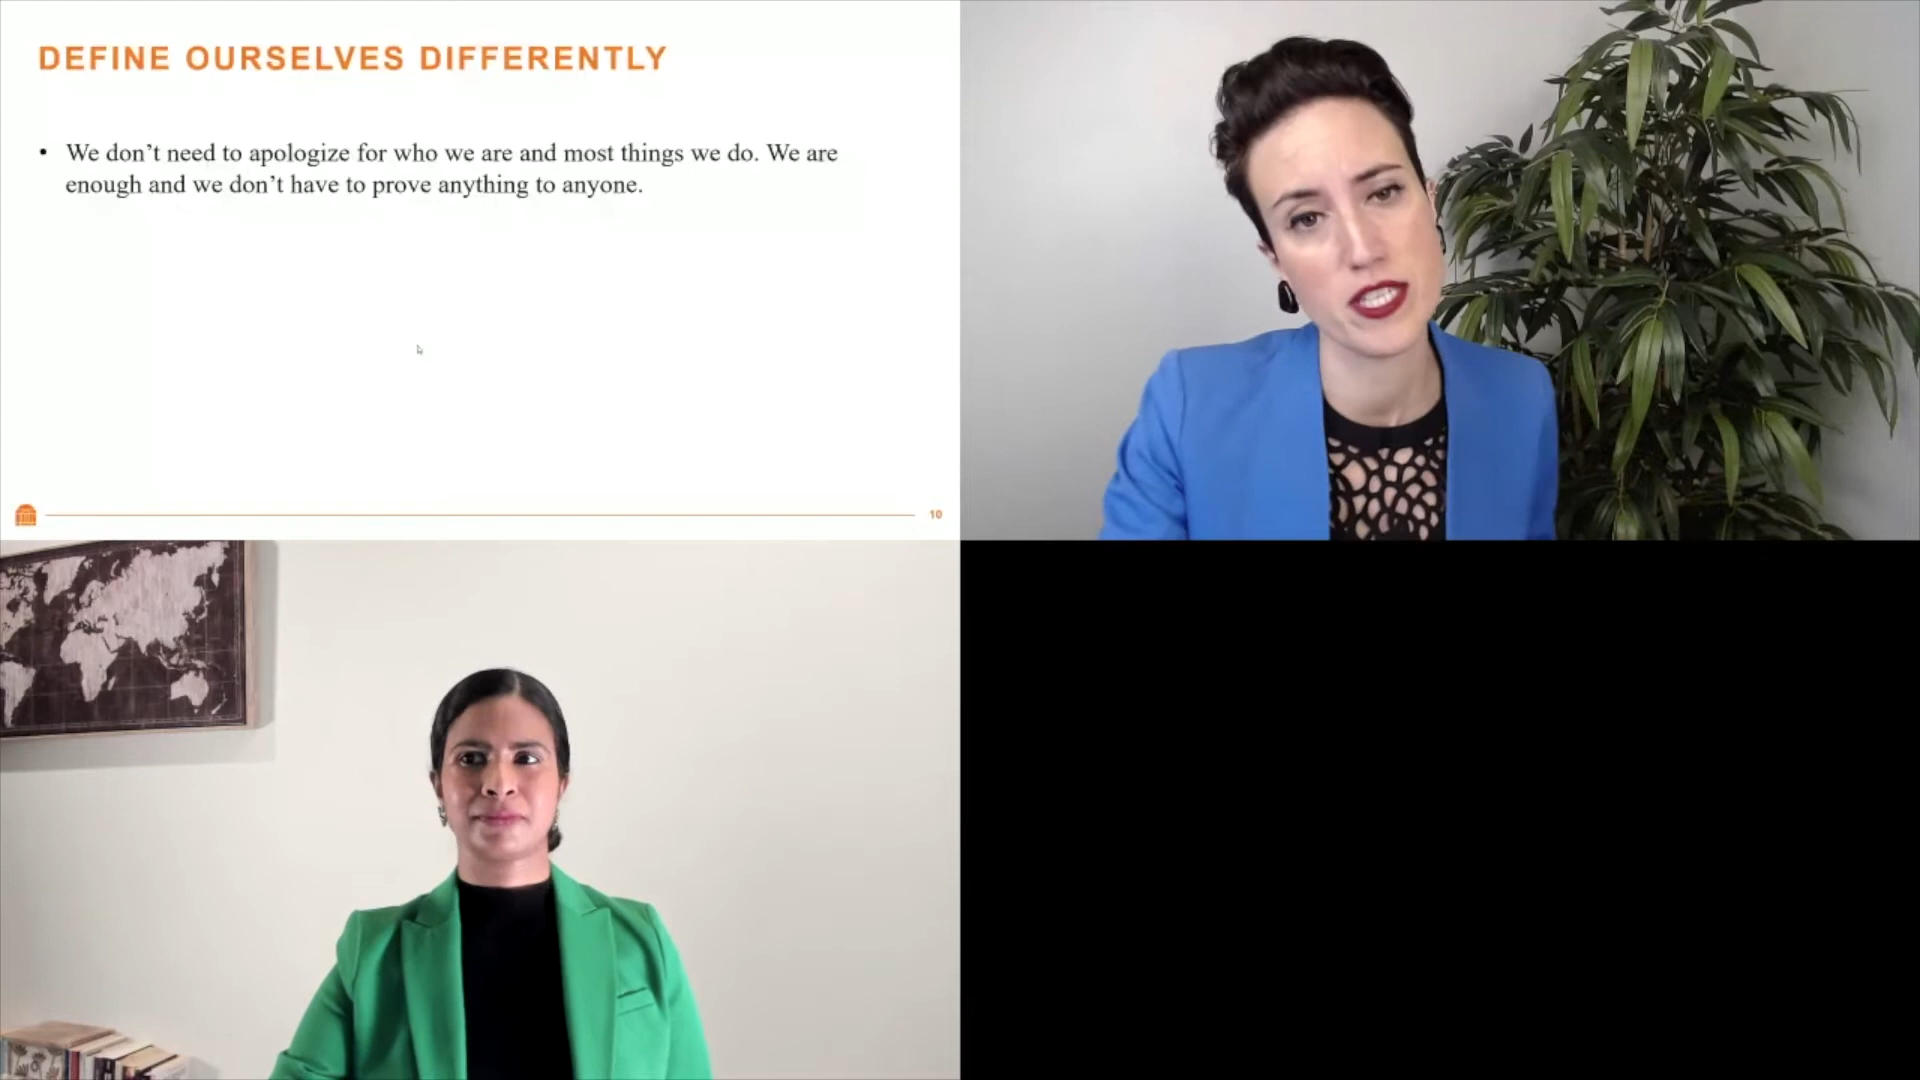 DEFINE OURSELVES DIFFERENTLY
• We don’t need to apologize for who we are and most things we do. We are
enough and we don’t have to prove anything to anyone.
10